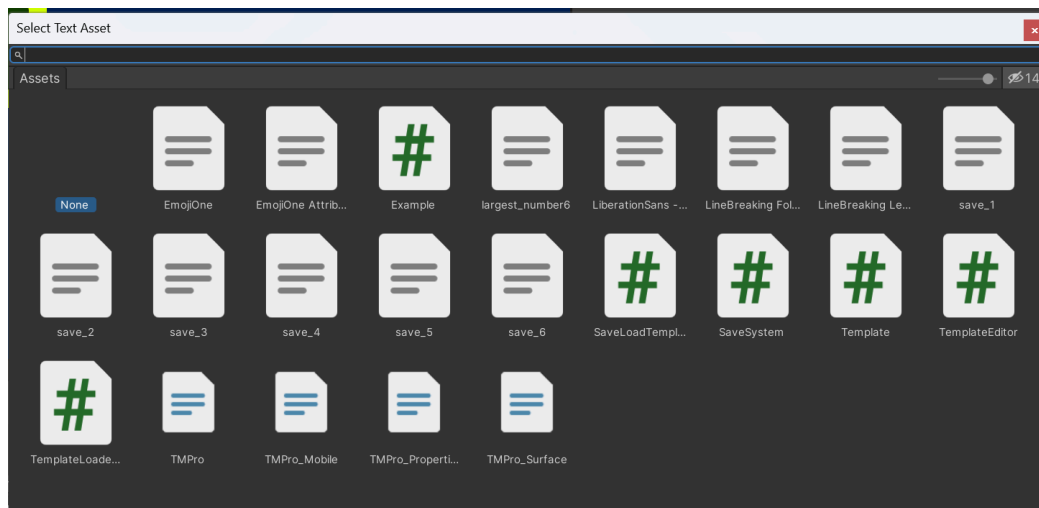 Select Text Asset
Assets
14
None
EmojiOne
EmojiOne Attrib...
Example
largest_number6
LiberationSans -...
LineBreaking Fol...
LineBreaking Le...
save_1
save_2
save_3
save_4
save_5
save_6
SaveLoadTempl...
SaveSystem
Template
TemplateEditor
TemplateLoade...
TMPro
TMPro_Mobile
TMPro_Properti...
TMPro_Surface